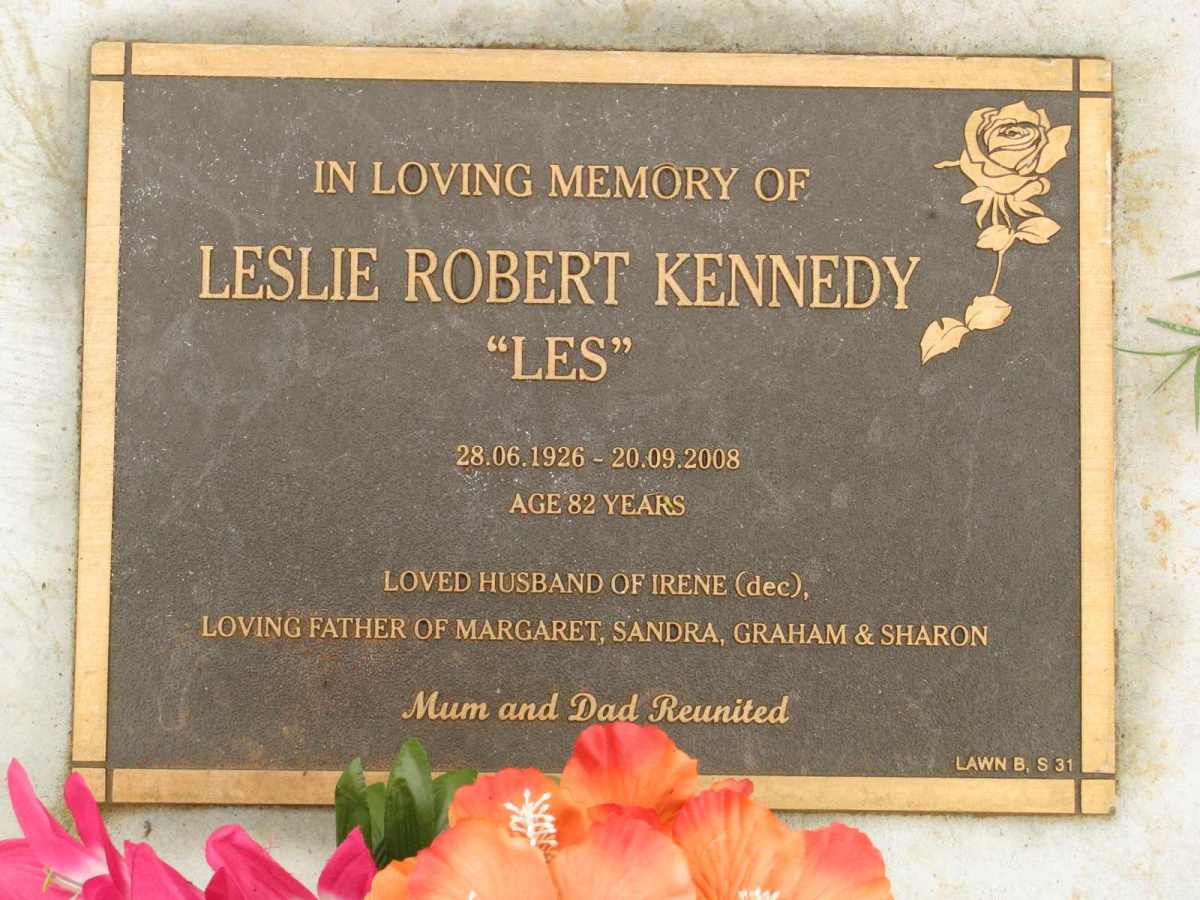 IN LOVING MEMORY OF
LESLIE ROBERT KENNEDY
“LES”
28.06.1926 - 20.09.2008
AGE 82 YEARS
LOVED HUSBAND OF IRENE (dec),
LOVING FATHER OF MARGARET, SANDRA, GRAHAM & SHARON
Mum and Dad Reunited
LAWN B, S 31